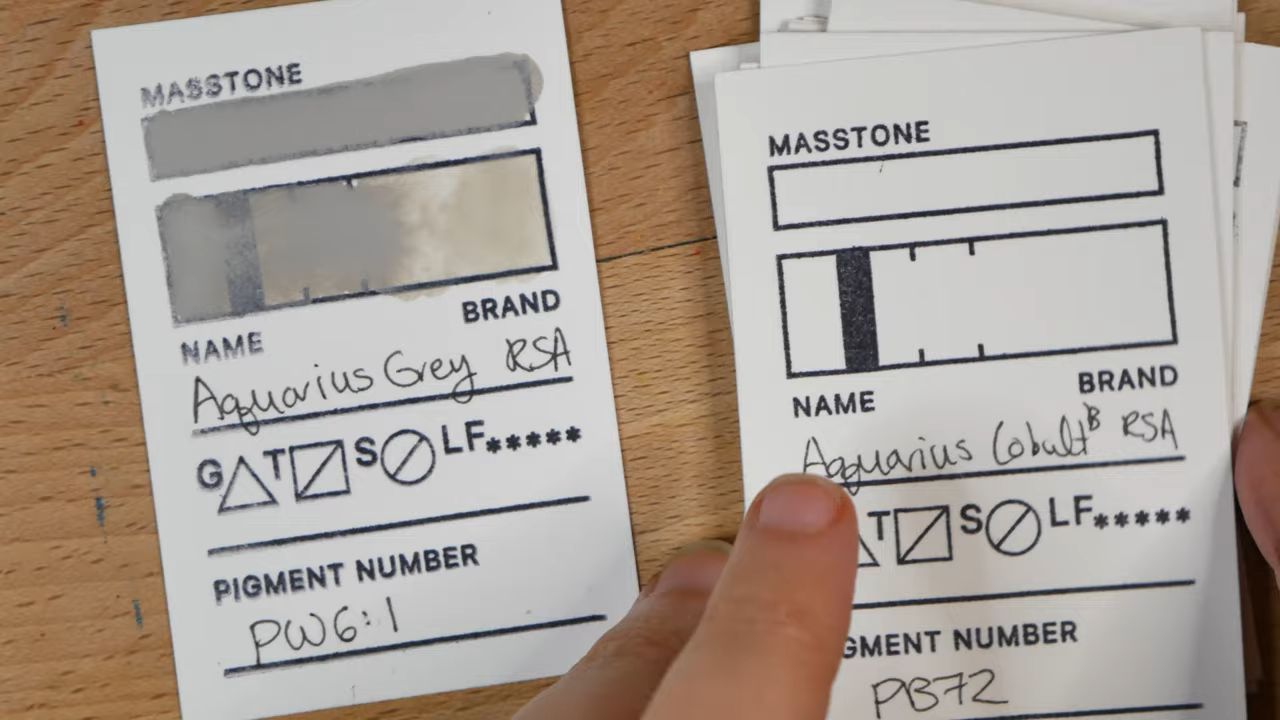 MASSTONE
BRAND
NAME
Aquarius Grey RSA
G T S LF*****
PIGMENT NUMBER
PW6:1
MASSTONE
BRAND
NAME
Aquarius Cobalt B RSA
T S LF*****
GMENT NUMBER
PB72